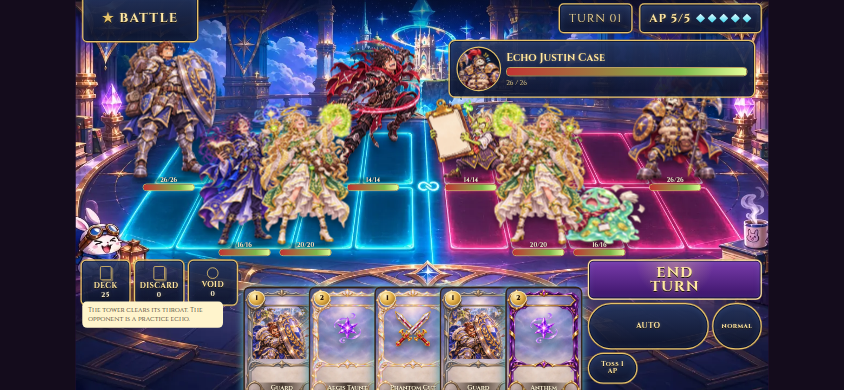 ★ BATTLE
TURN 01
AP 5/5
ECHO JUSTIN CASE
26 / 26
26/26
14/14
14/14
26/26
16/16
20/20
20/20
16/16
DECK
25
DISCARD
0
VOID
0
THE TOWER CLEARS ITS THROAT. THE
OPPONENT IS A PRACTICE ECHO.
END
TURN
AUTO
NORMAL
TOSS 1
AP
1
GUARD
2
AEGIS TAUNT
1
PHANTOM CUT
1
GUARD
2
ANTHEM